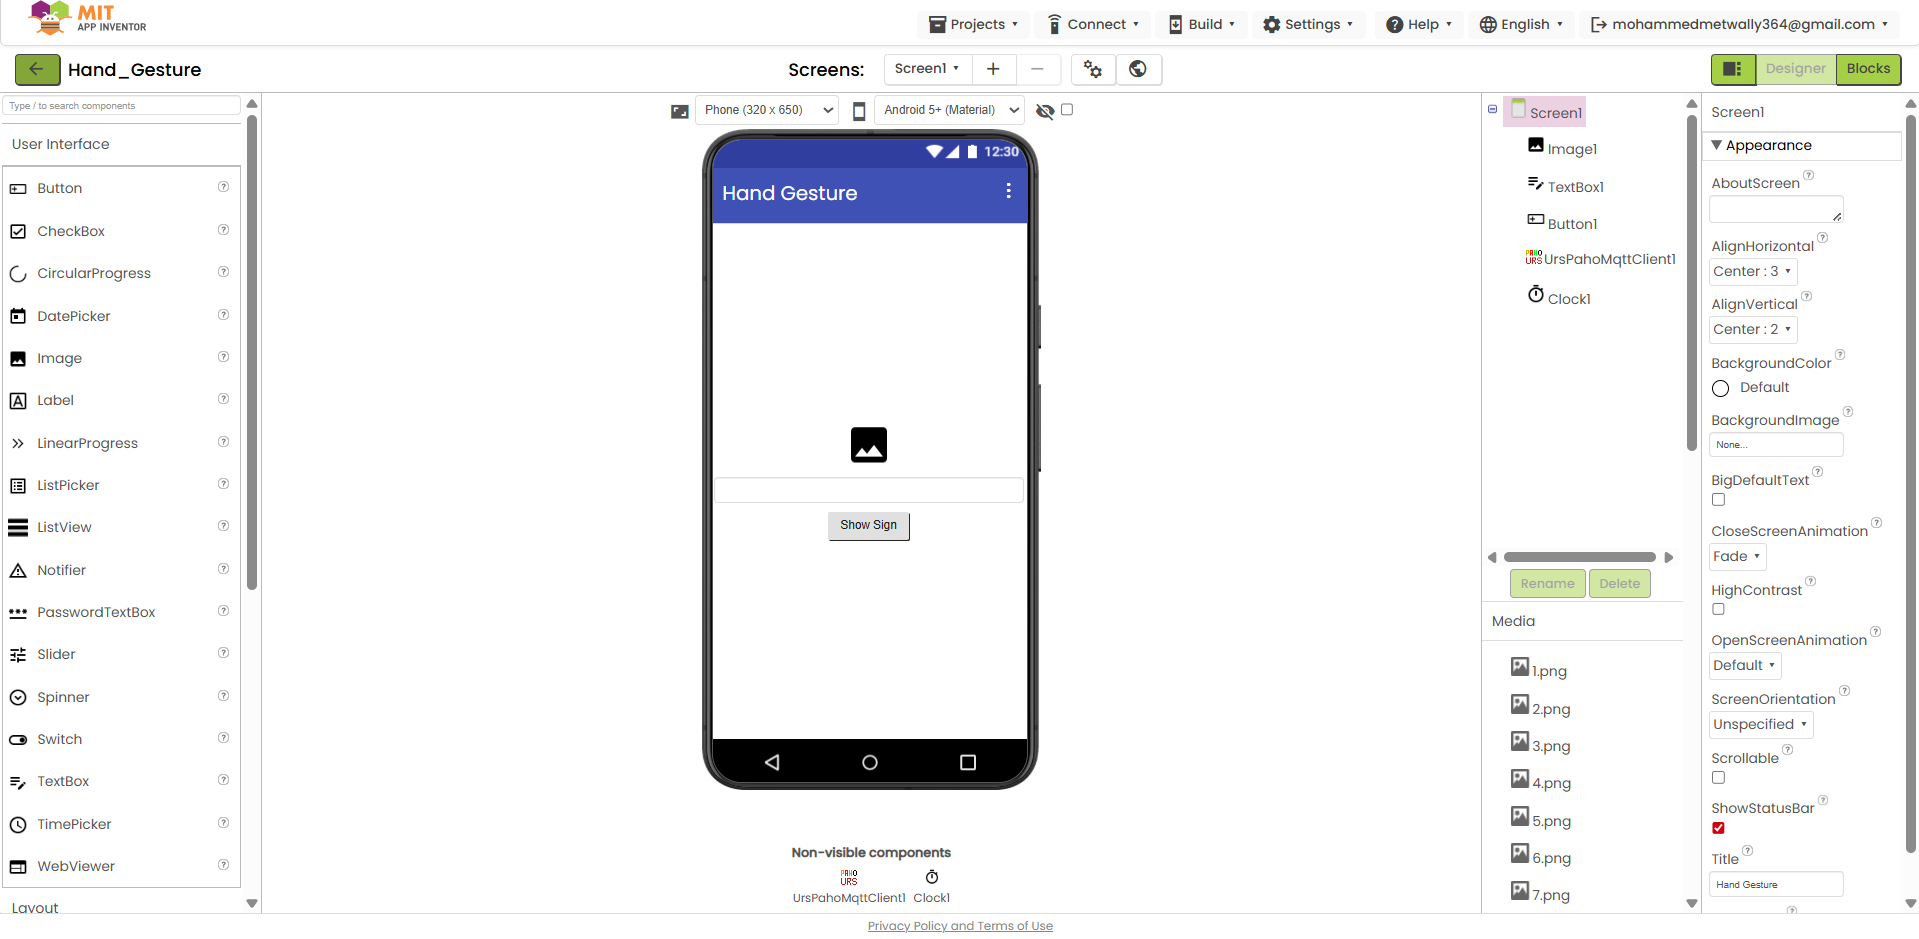 MIT
APP INVENTOR
Projects
Connect
Build
Settings
Help
English
mohammedmetwally364@gmail.com
Hand_Gesture
Screens:
Screen1
Designer
Blocks
Type / to search components
User Interface
Button
CheckBox
CircularProgress
DatePicker
Image
Label
LinearProgress
ListPicker
ListView
Notifier
PasswordTextBox
Slider
Spinner
Switch
TextBox
TimePicker
WebViewer
Layout
Phone (320 x 650)
Android 5+ (Material)
12:30
Hand Gesture
Show Sign
Non-visible components
PAHO
URS
UrsPahoMqttClient1
Clock1
Screen1
Image1
TextBox1
Button1
PAHO
URS
UrsPahoMqttClient1
Clock1
Rename
Delete
Media
1.png
2.png
3.png
4.png
5.png
6.png
7.png
Screen1
Appearance
AboutScreen
AlignHorizontal
Center : 3
AlignVertical
Center : 2
BackgroundColor
Default
BackgroundImage
None...
BigDefaultText
CloseScreenAnimation
Fade
HighContrast
OpenScreenAnimation
Default
ScreenOrientation
Unspecified
Scrollable
ShowStatusBar
Title
Hand Gesture
Privacy Policy and Terms of Use